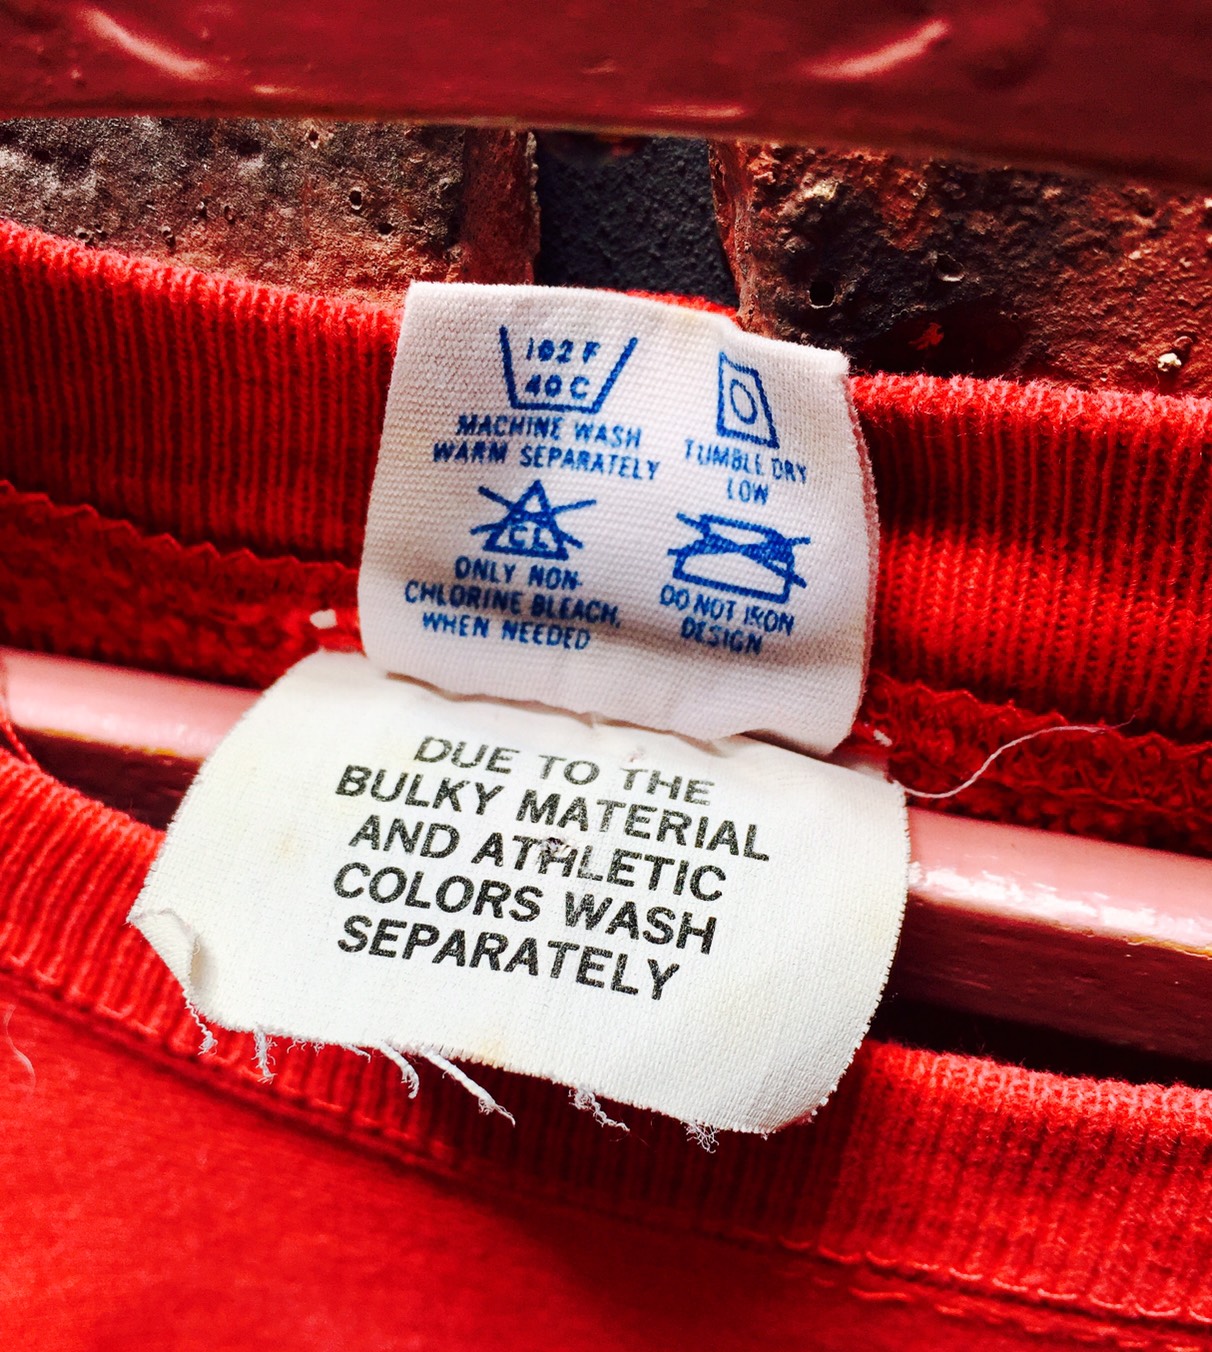 102 F
40 C
MACHINE WASH
WARM SEPARATELY
TUMBLE DRY
LOW
CL
ONLY NON-
CHLORINE BLEACH,
WHEN NEEDED
DO NOT IRON
DESIGN
DUE TO THE
BULKY MATERIAL
AND ATHLETIC
COLORS WASH
SEPARATELY